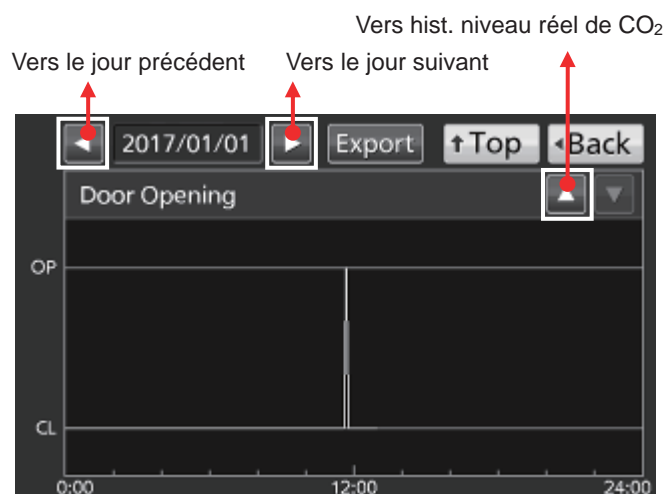 Vers hist. niveau réel de CO₂
Vers le jour précédent Vers le jour suivant
◀ 2017/01/01 ▶ Export ↑Top ◀Back
Door Opening ▲ ▼
OP
CL
0:00 12:00 24:00